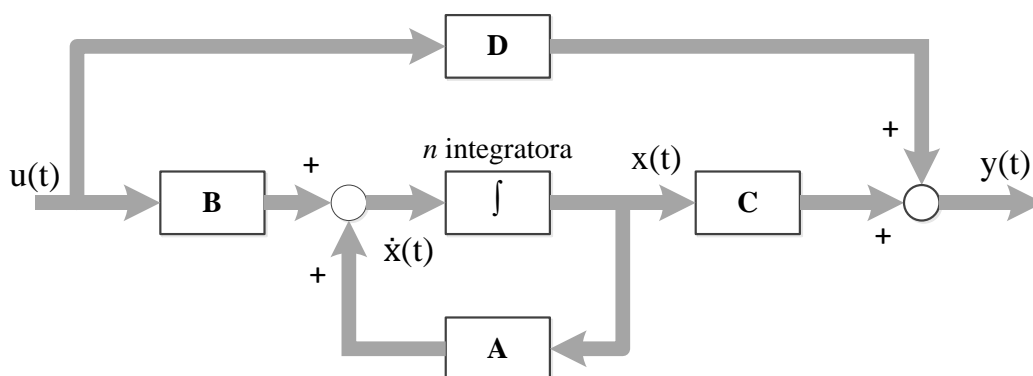 D
+
n integratora
x(t)
y(t)
u(t)
+
B
∫
C
+
ẋ(t)
+
A